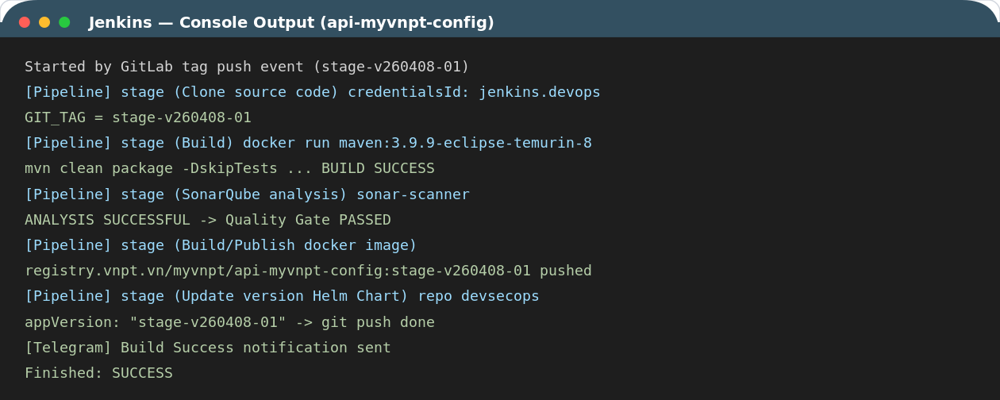 Jenkins — Console Output (api-myvnpt-config)
Started by GitLab tag push event (stage-v260408-01)
[Pipeline] stage (Clone source code) credentialsId: jenkins.devops
GIT_TAG = stage-v260408-01
[Pipeline] stage (Build) docker run maven:3.9.9-eclipse-temurin-8
mvn clean package -DskipTests ... BUILD SUCCESS
[Pipeline] stage (SonarQube analysis) sonar-scanner
ANALYSIS SUCCESSFUL -> Quality Gate PASSED
[Pipeline] stage (Build/Publish docker image)
registry.vnpt.vn/myvnpt/api-myvnpt-config:stage-v260408-01 pushed
[Pipeline] stage (Update version Helm Chart) repo devsecops
appVersion: "stage-v260408-01" -> git push done
[Telegram] Build Success notification sent
Finished: SUCCESS